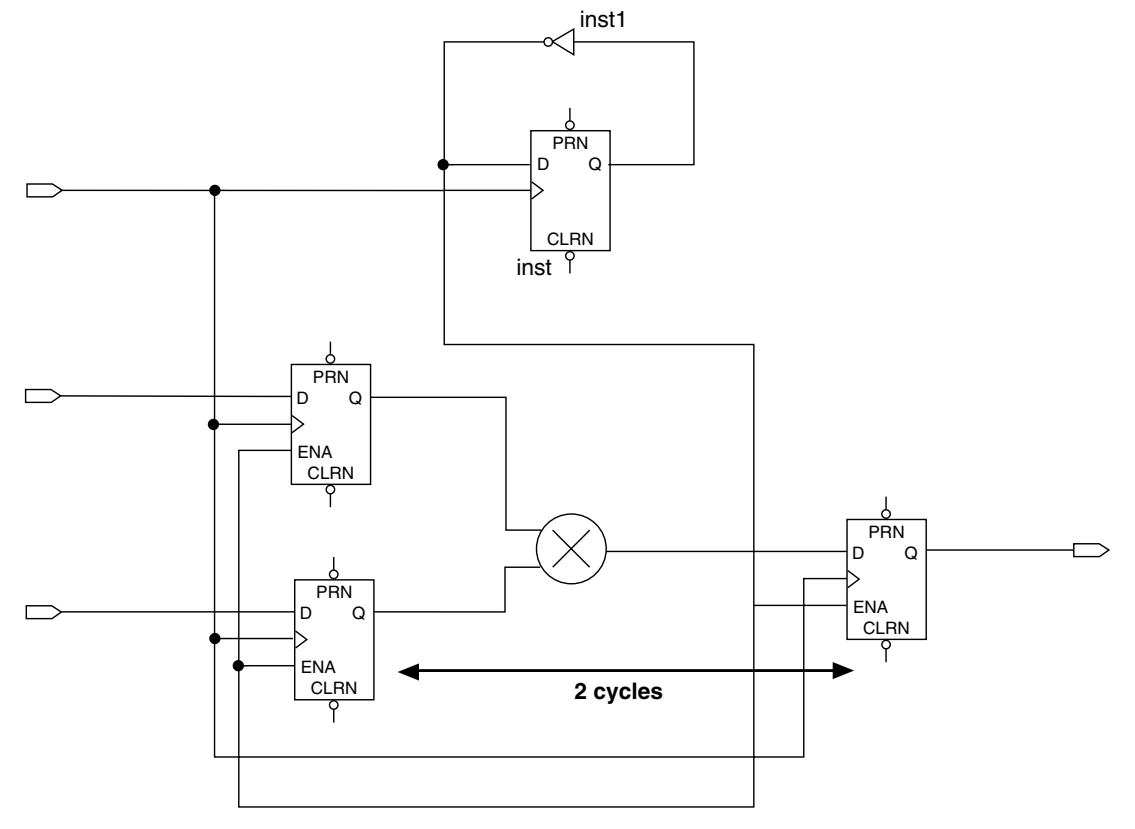 inst1
PRN
D Q
CLRN
inst
PRN
D Q
ENA
CLRN
PRN
D Q
ENA
CLRN
PRN
D Q
ENA
CLRN
2 cycles